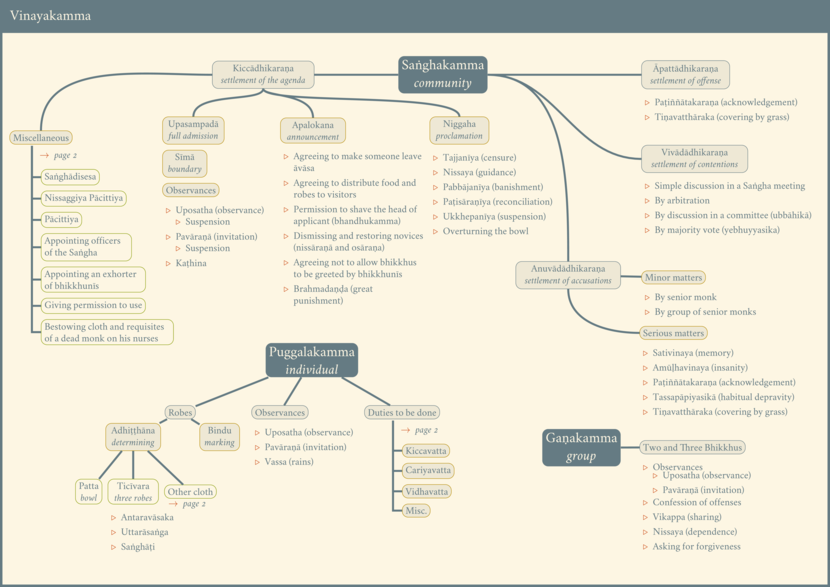 Vinayakamma
Saṅghakamma
community
Kiccādhikaraṇa
settlement of the agenda
Miscellaneous
→ page 2
Saṅghādisesa
Nissaggiya Pācittiya
Pācittiya
Appointing officers
of the Saṅgha
Appointing an exhorter
of bhikkhunis
Giving permission to use
Bestowing cloth and requisites
of a dead monk on his nurses
Upasampadā
full admission
Sīmā
boundary
Observances
▹ Uposatha (observance)
▹ Suspension
▹ Pavāraṇā (invitation)
▹ Suspension
▹ Kaṭhina
Apalokana
announcement
▹ Agreeing to make someone leave
āvāsa
▹ Agreeing to distribute food and
robes to visitors
▹ Permission to shave the head of
applicant (bhandhukamma)
▹ Dismissing and restoring novices
(nissāraṇā and osāraṇa)
▹ Agreeing not to allow bhikkhus
to be greeted by bhikkhunis
▹ Brahmadaṇḍa (great
punishment)
Niggaha
proclamation
▹ Tajjanīya (censure)
▹ Nissaya (guidance)
▹ Pabbājanīya (banishment)
▹ Paṭisāraṇīya (reconciliation)
▹ Ukkhepanīya (suspension)
▹ Overturning the bowl
Āpattādhikaraṇa
settlement of offense
▹ Paṭiññātakaraṇa (acknowledgement)
▹ Tiṇavatthāraka (covering by grass)
Vivādādhikaraṇa
settlement of contentions
▹ Simple discussion in a Saṅgha meeting
▹ By arbitration
▹ By discussion in a committee (ubbāhikā)
▹ By majority vote (yebhuyyasika)
Anuvādādhikaraṇa
settlement of accusations
Minor matters
▹ By senior monk
▹ By group of senior monks
Serious matters
▹ Sativinaya (memory)
▹ Amūḷhavinaya (insanity)
▹ Paṭiññātakaraṇa (acknowledgement)
▹ Tassapāpiyasikā (habitual depravity)
▹ Tiṇavatthāraka (covering by grass)
Puggalakamma
individual
Robes
Adhiṭṭhāna
determining
Bindu
marking
Patta
bowl
Ticīvara
three robes
Other cloth
→ page 2
▹ Antaravāsaka
▹ Uttarāsaṅga
▹ Saṅghāṭi
Observances
▹ Uposatha (observance)
▹ Pavāraṇā (invitation)
▹ Vassa (rains)
Duties to be done
→ page 2
Kiccavatta
Cariyavatta
Vidhavatta
Misc.
Gaṇakamma
group
Two and Three Bhikkhus
▹ Observances
▹ Uposatha (observance)
▹ Pavāraṇā (invitation)
▹ Confession of offenses
▹ Vikappa (sharing)
▹ Nissaya (dependence)
▹ Asking for forgiveness